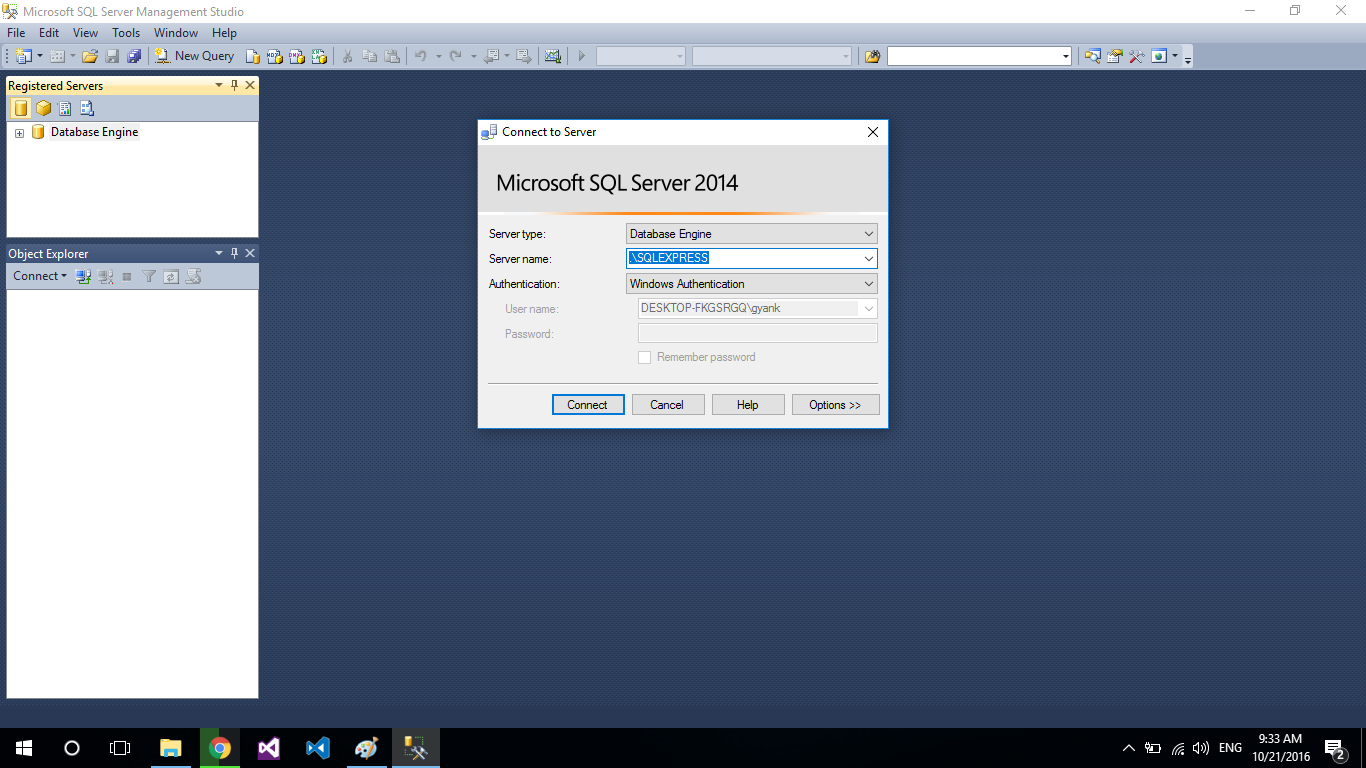 Microsoft SQL Server Management Studio
File Edit View Tools Window Help
New Query
Registered Servers
Database Engine
Object Explorer
Connect
Connect to Server
Microsoft SQL Server 2014
Server type: Database Engine
Server name: .\SQLEXPRESS
Authentication: Windows Authentication
User name: DESKTOP-FKGSRGQ\gyank
Password:
Remember password
Connect Cancel Help Options >>
ENG
9:33 AM
10/21/2016
2